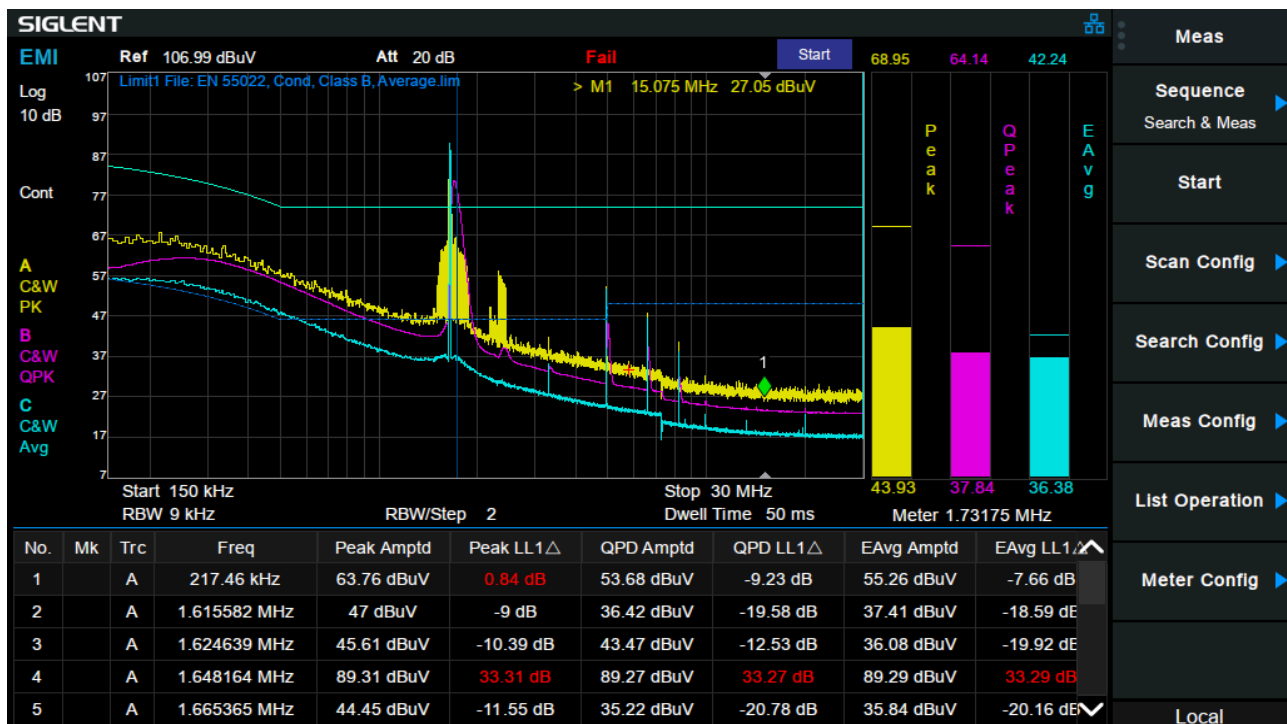 SIGLENT
EMI Ref 106.99 dBuV Att 20 dB Fail Start 68.95 64.14 42.24
Limit1 File: EN 55022, Cond, Class B, Average.lim
> M1 15.075 MHz 27.05 dBuV
Log
10 dB
Cont
A
C&W
PK
B
C&W
QPK
C
C&W
Avg
107
97
87
77
67
57
47
37
27
17
7
1
Peak
QPeak
EAvg
Start 150 kHz Stop 30 MHz 43.93 37.84 36.38
RBW 9 kHz RBW/Step 2 Dwell Time 50 ms Meter 1.73175 MHz
No. Mk Trc Freq Peak Amptd Peak LL1△ QPD Amptd QPD LL1△ EAvg Amptd EAvg LL1△
1 A 217.46 kHz 63.76 dBuV 0.84 dB 53.68 dBuV -9.23 dB 55.26 dBuV -7.66 dB
2 A 1.615582 MHz 47 dBuV -9 dB 36.42 dBuV -19.58 dB 37.41 dBuV -18.59 dB
3 A 1.624639 MHz 45.61 dBuV -10.39 dB 43.47 dBuV -12.53 dB 36.08 dBuV -19.92 dB
4 A 1.648164 MHz 89.31 dBuV 33.31 dB 89.27 dBuV 33.27 dB 89.29 dBuV 33.29 dB
5 A 1.665365 MHz 44.45 dBuV -11.55 dB 35.22 dBuV -20.78 dB 35.84 dBuV -20.16 dB
Meas
Sequence
Search & Meas
Start
Scan Config
Search Config
Meas Config
List Operation
Meter Config
Local